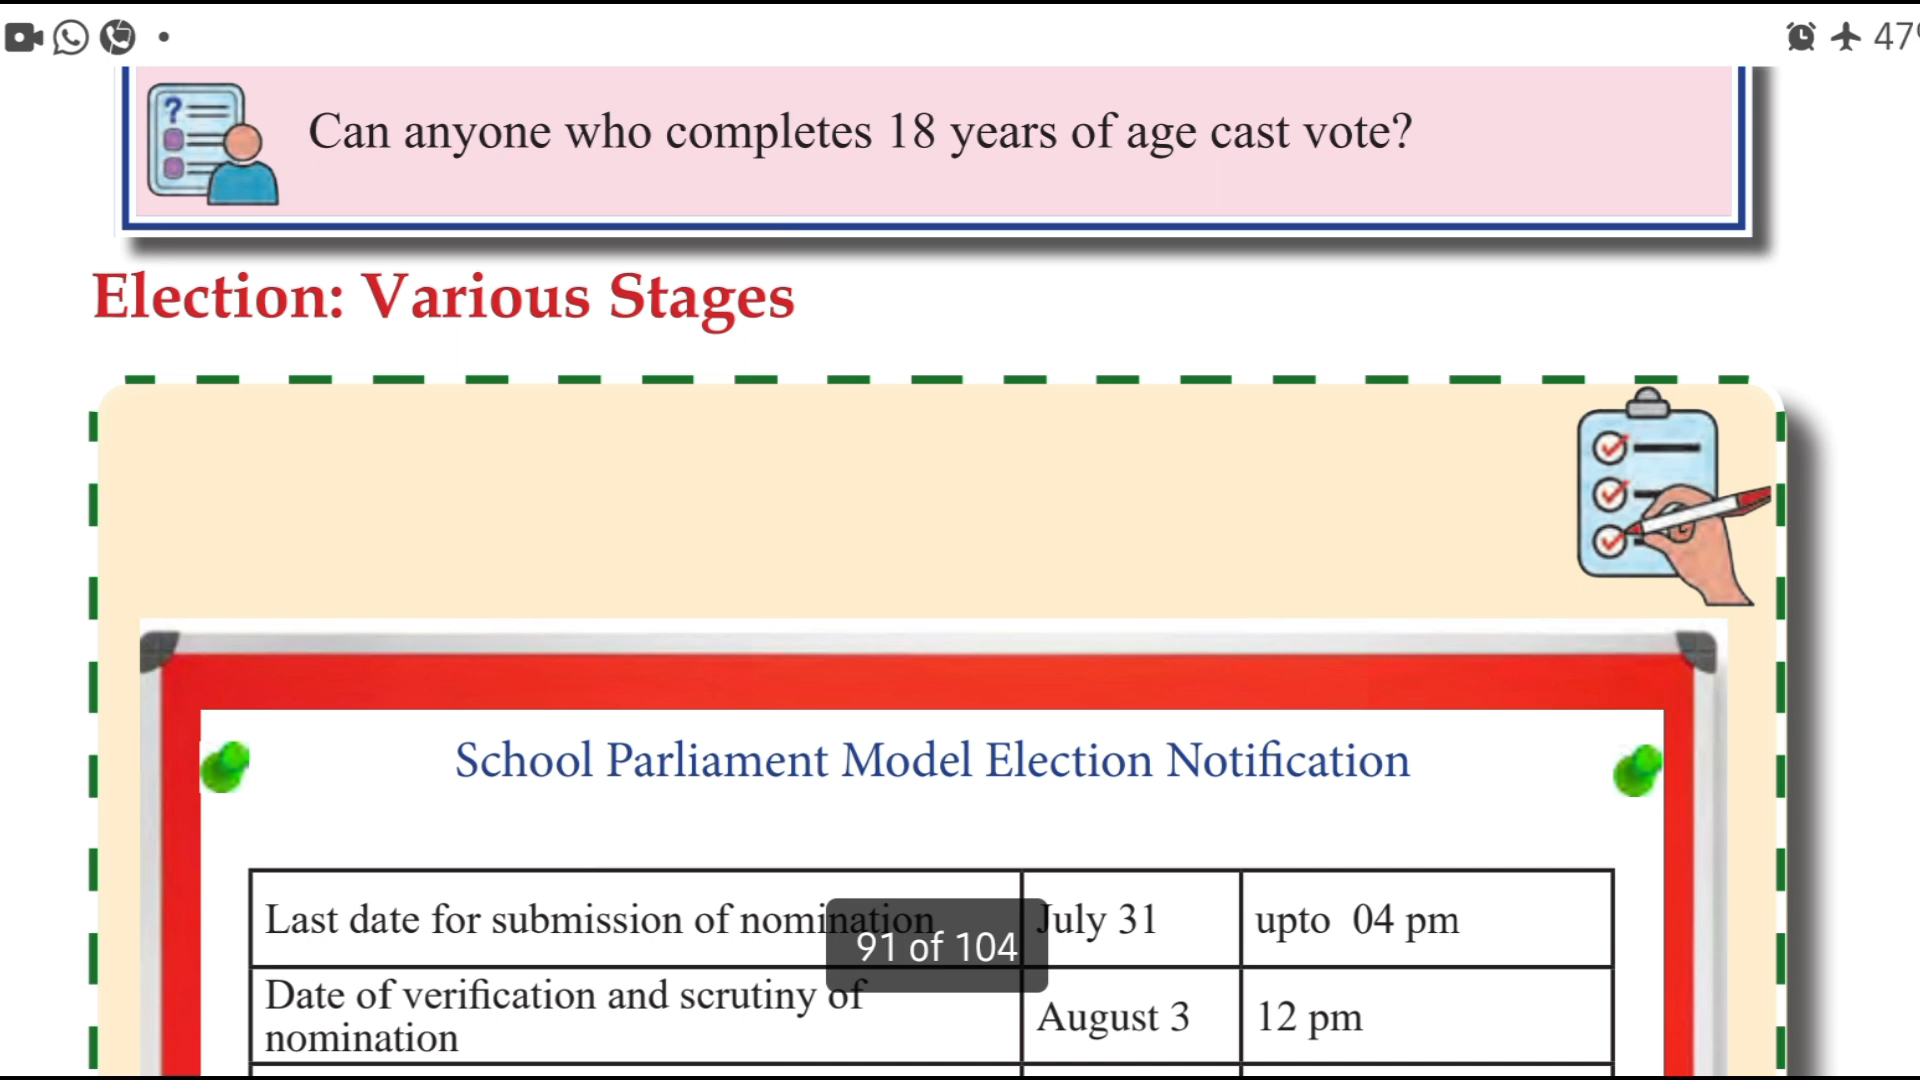 47
Can anyone who completes 18 years of age cast vote?
Election: Various Stages
School Parliament Model Election Notification
Last date for submission of nomination July 31 upto 04 pm
91 of 104
Date of verification and scrutiny of
nomination August 3 12 pm